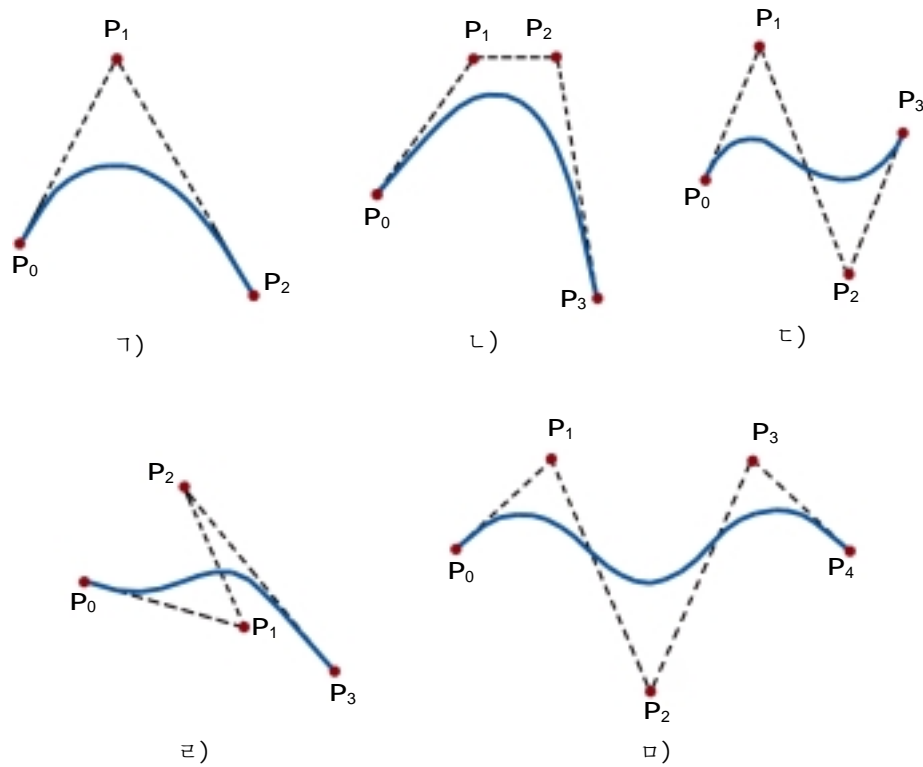 P₁
P₀
P₂
ㄱ)
P₁ P₂
P₀
P₃
ㄴ)
P₁
P₃
P₀
P₂
ㄷ)
P₂
P₀
P₁
P₃
ㄹ)
P₁
P₃
P₀
P₄
P₂
ㅁ)